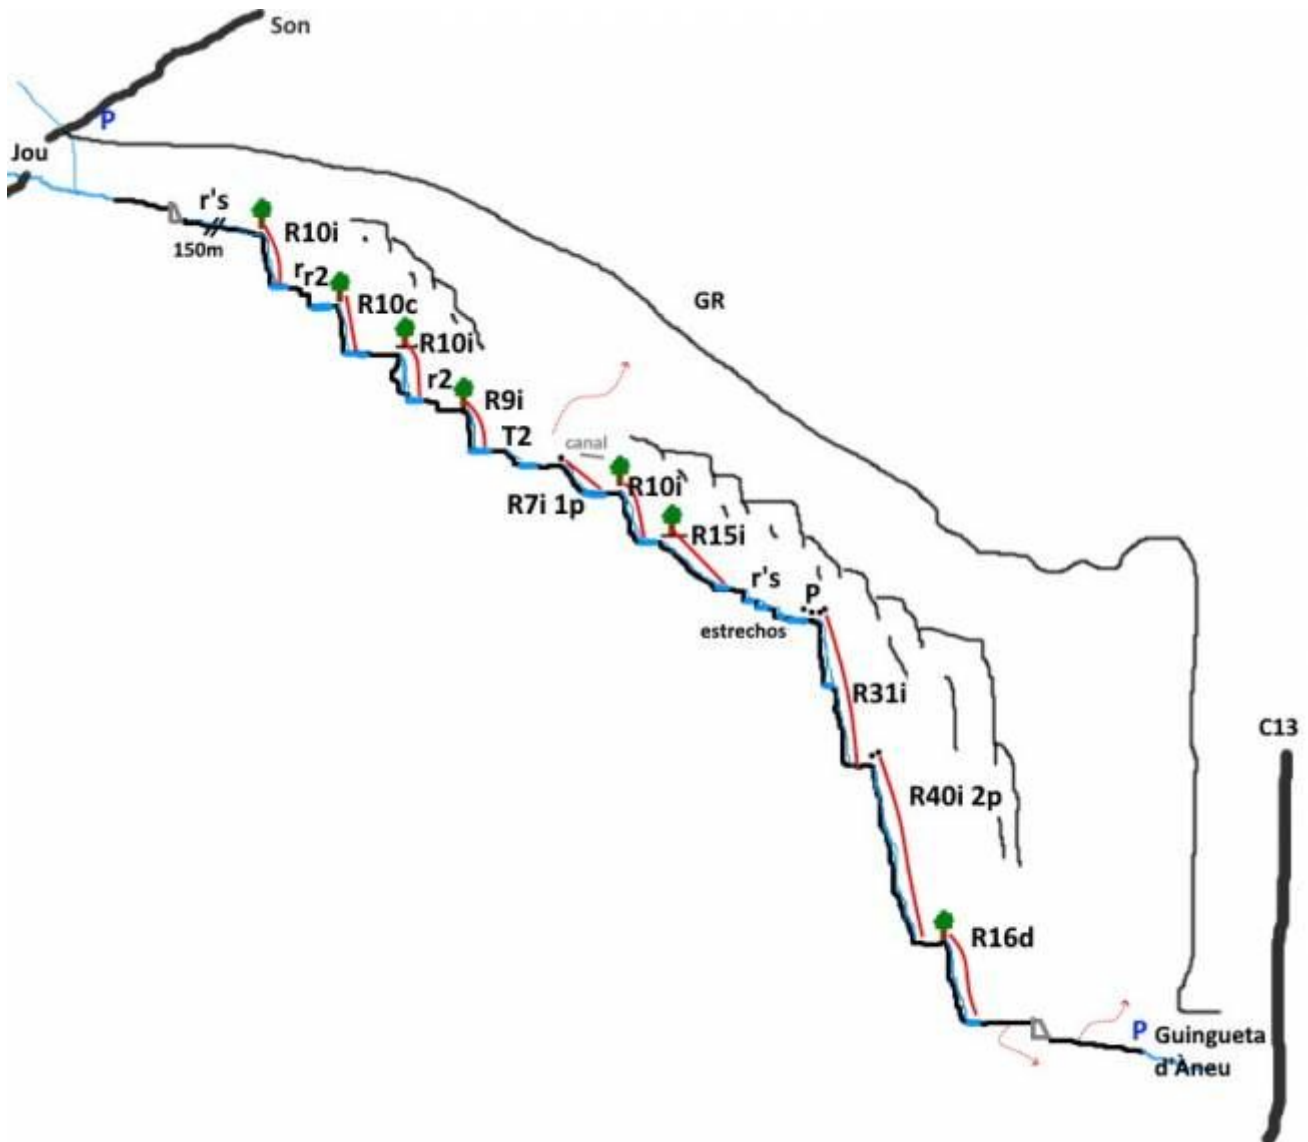 Son
P
Jou
r's
150m
R10i
r
r2
R10c
R10i
GR
r2
R9i
T2
canal
R7i 1p
R10i
R15i
r's
P
estrechos
R31i
C13
R40i 2p
R16d
P Guingueta
d'Àneu